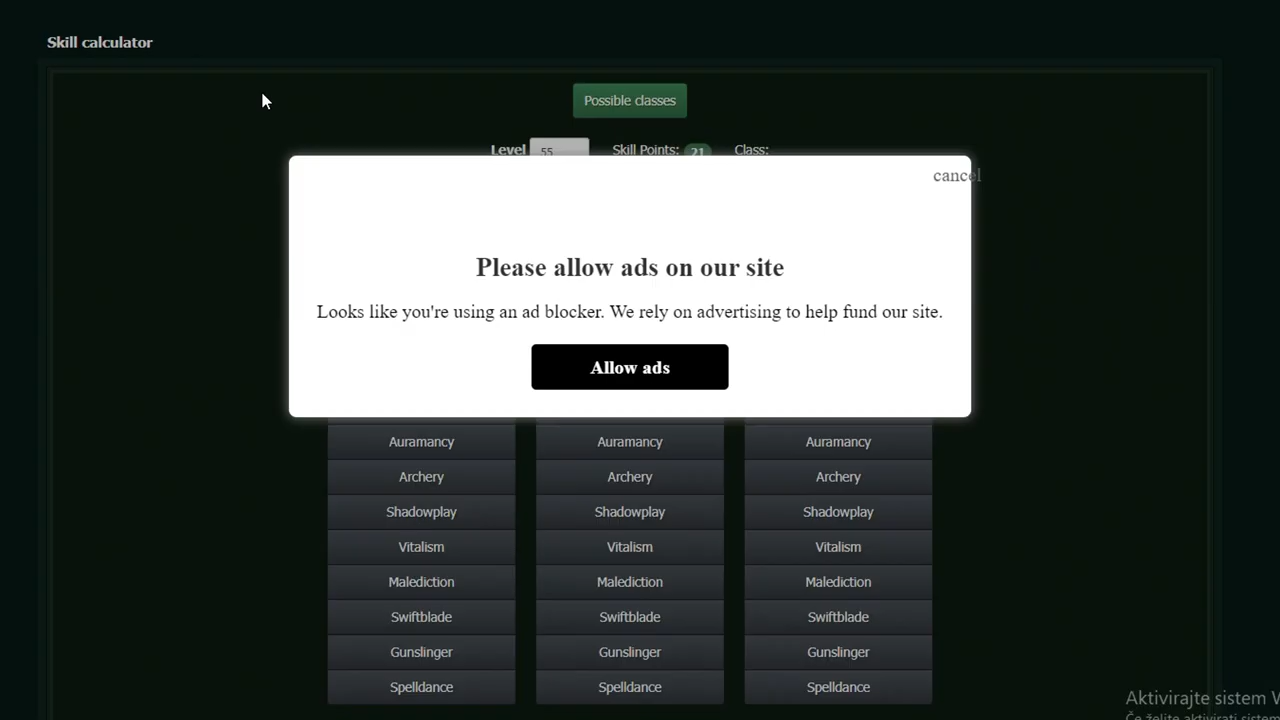 Skill calculator
Possible classes
Level 55 Skill Points: 21 Class:
cancel
Please allow ads on our site
Looks like you're using an ad blocker. We rely on advertising to help fund our site.
Allow ads
Auramancy Auramancy Auramancy
Archery Archery Archery
Shadowplay Shadowplay Shadowplay
Vitalism Vitalism Vitalism
Malediction Malediction Malediction
Swiftblade Swiftblade Swiftblade
Gunslinger Gunslinger Gunslinger
Spelldance Spelldance Spelldance
Aktivirajte sistem
Če želite aktivirati